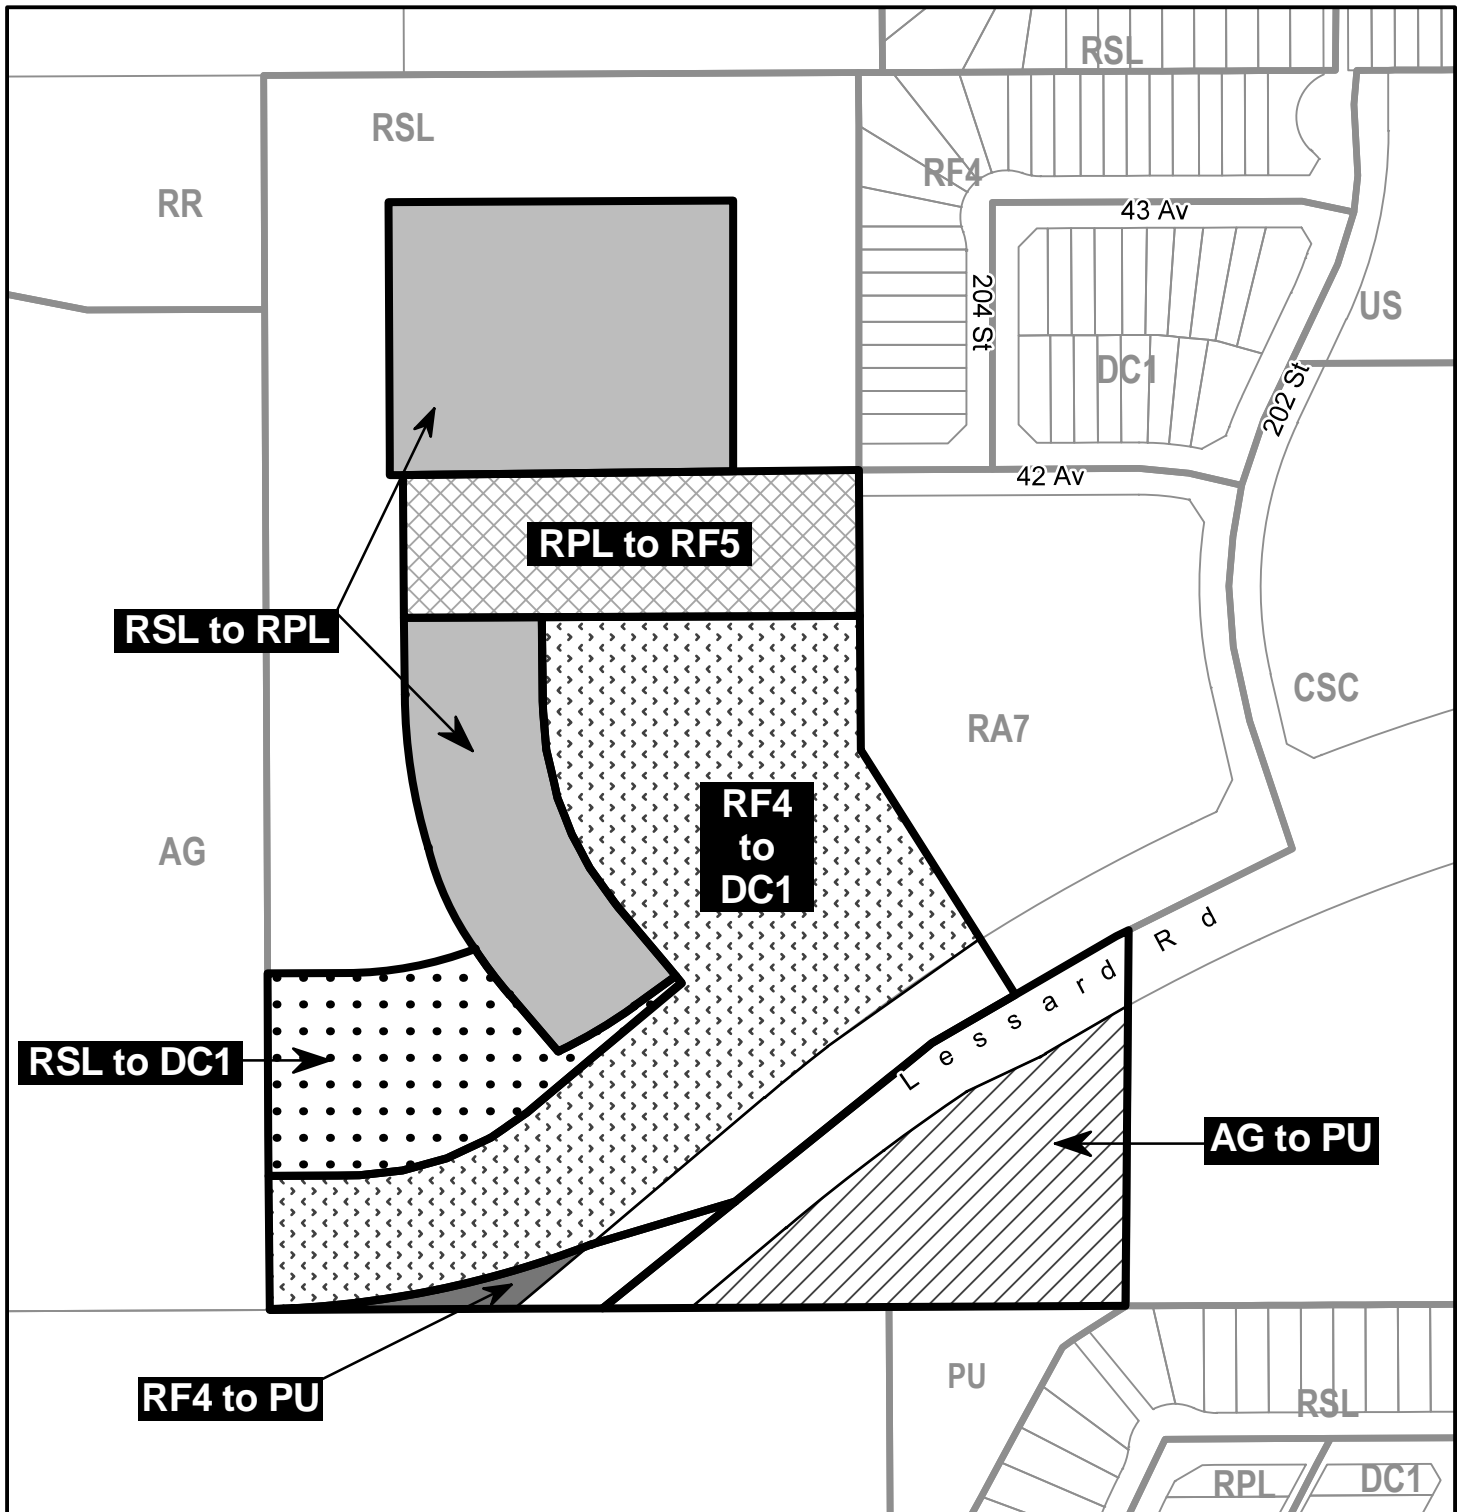 RSL
RSL
RR
RF4
43 Av
204 St
US
DC1
202 St
42 Av
RPL to RF5
RSL to RPL
CSC
RA7
RF4
to
DC1
AG
Lessard Rd
RSL to DC1
AG to PU
RF4 to PU
PU
RSL
RPL
DC1